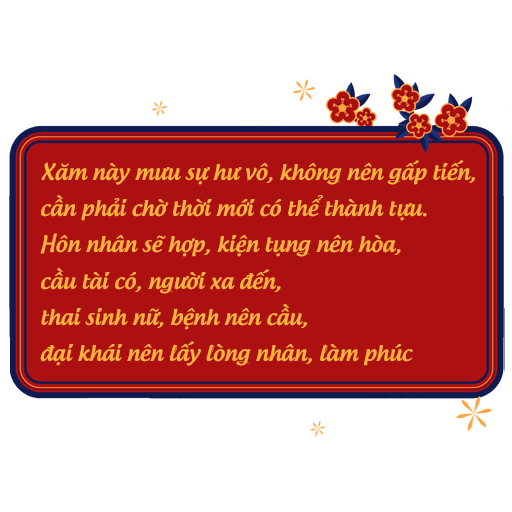 Xăm này mưu sự hư vô, không nên gấp tiến,
cần phải chờ thời mới có thể thành tựu.
Hôn nhân sẽ hợp, kiện tụng nên hòa,
cầu tài có, người xa đến,
thai sinh nữ, bệnh nên cầu,
đại khái nên lấy lòng nhân, làm phúc